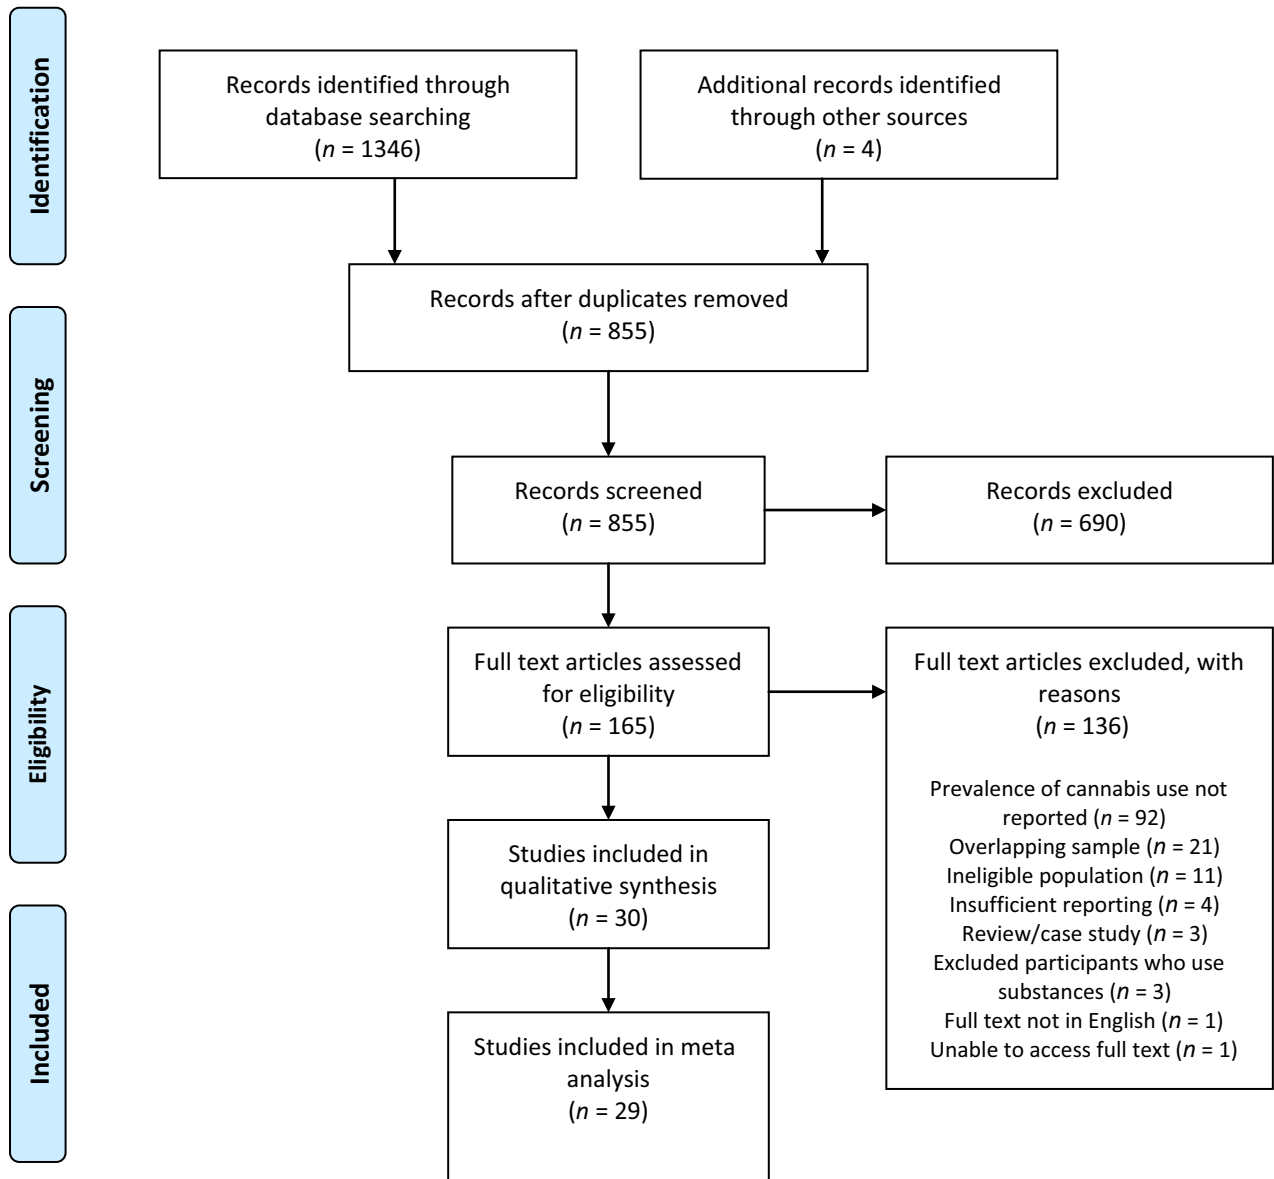 Identification
Records identified through
database searching
(n = 1346)
Additional records identified
through other sources
(n = 4)
Records after duplicates removed
(n = 855)
Screening
Records screened
(n = 855)
Records excluded
(n = 690)
Eligibility
Full text articles assessed
for eligibility
(n = 165)
Full text articles excluded, with
reasons
(n = 136)
Prevalence of cannabis use not
reported (n = 92)
Overlapping sample (n = 21)
Ineligible population (n = 11)
Insufficient reporting (n = 4)
Review/case study (n = 3)
Excluded participants who use
substances (n = 3)
Full text not in English (n = 1)
Unable to access full text (n = 1)
Studies included in
qualitative synthesis
(n = 30)
Included
Studies included in meta
analysis
(n = 29)